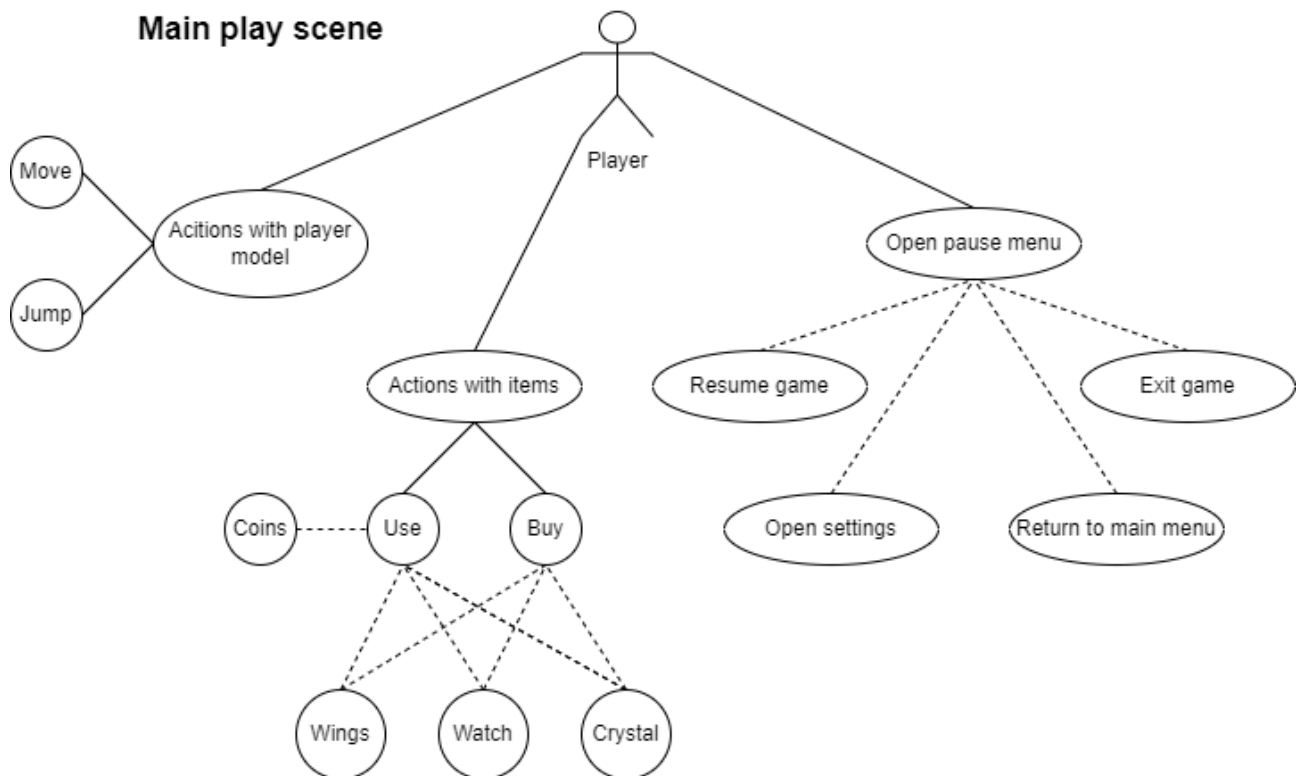 Main play scene
Player
Move
Acitions with player
model
Jump
Open pause menu
Actions with items
Resume game
Exit game
Coins
Use
Buy
Open settings
Return to main menu
Wings
Watch
Crystal